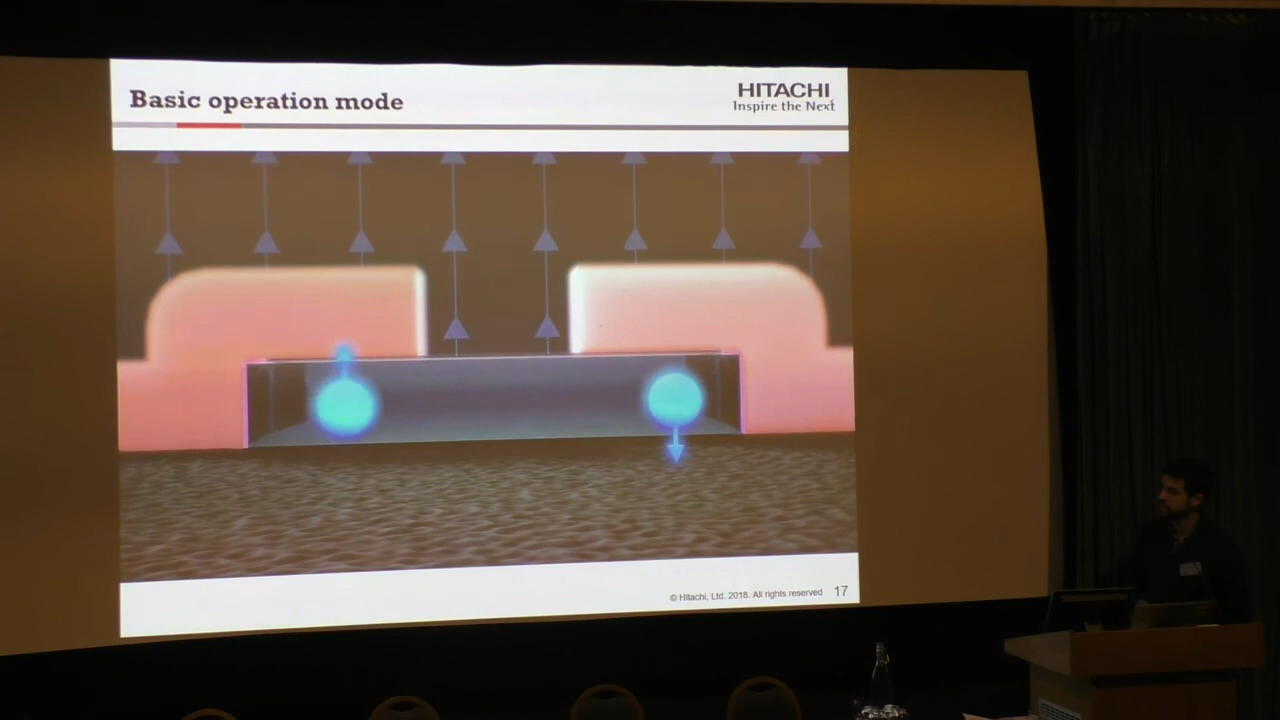 Basic operation mode
HITACHI
Inspire the Next
© Hitachi, Ltd. 2018. All rights reserved
17